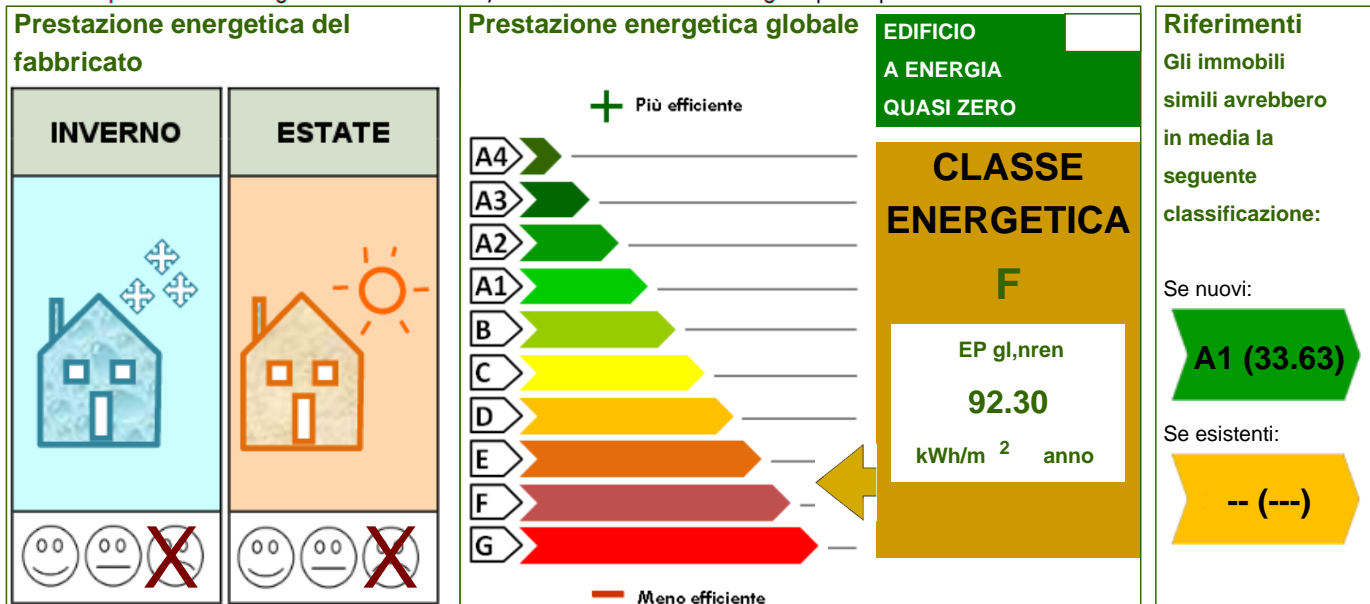 Prestazione energetica del
fabbricato
INVERNO
ESTATE
X
X
Prestazione energetica globale
Più efficiente
A4
A3
A2
A1
B
C
D
E
F
G
Meno efficiente
EDIFICIO
A ENERGIA
QUASI ZERO
CLASSE
ENERGETICA
F
EP gl,nren
92.30
kWh/m 2 anno
Riferimenti
Gli immobili
simili avrebbero
in media la
seguente
classificazione:
Se nuovi:
A1 (33.63)
Se esistenti:
-- (---)